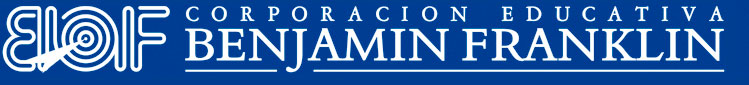 CORPORACION EDUCATIVA
BENJAMIN FRANKLIN